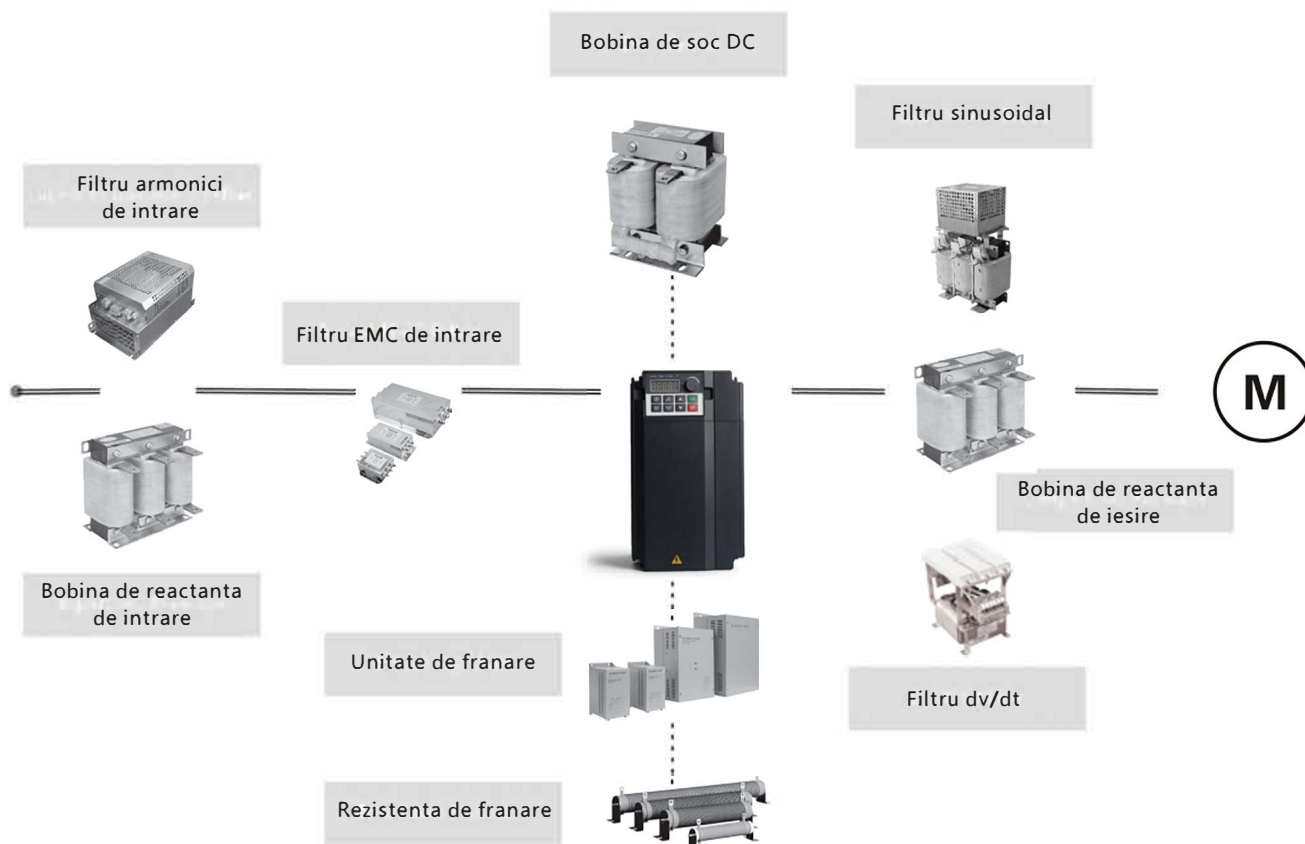 Bobina de soc DC
Filtru sinusoidal
Filtru armonici
de intrare
Filtru EMC de intrare
M
Bobina de reactanta
de iesire
Bobina de reactanta
de intrare
Unitate de franare
Filtru dv/dt
Rezistenta de franare